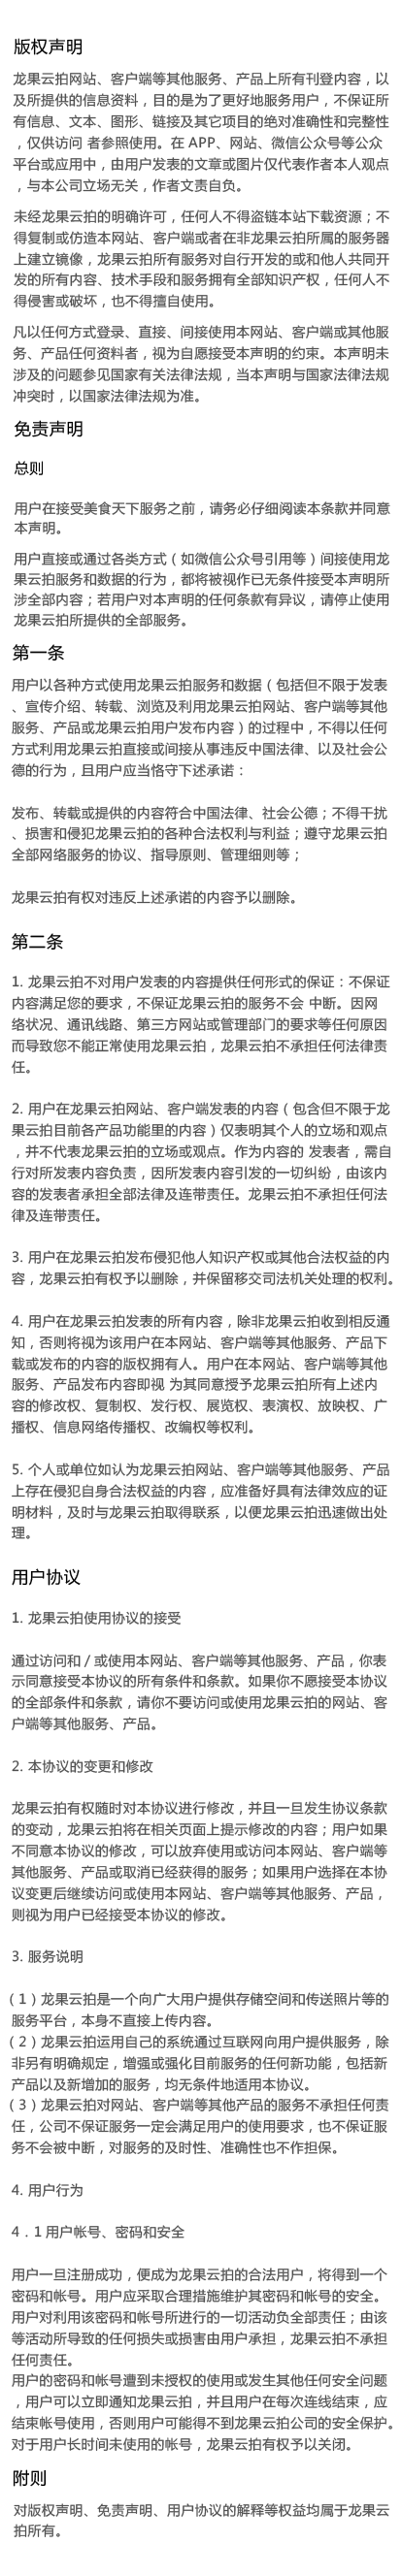 版权声明
龙果云拍网站、客户端等其他服务、产品上所有刊登内容，以
及所提供的信息资料，目的是为了更好地服务用户，不保证所
有信息、文本、图形、链接及其它项目的绝对准确性和完整性
，仅供访问 者参照使用。在 APP、网站、微信公众号等公众
平台或应用中，由用户发表的文章或图片仅代表作者本人观点
，与本公司立场无关，作者文责自负。
未经龙果云拍的明确许可，任何人不得盗链本站下载资源；不
得复制或仿造本网站、客户端或者在非龙果云拍所属的服务器
上建立镜像，龙果云拍所有服务对自行开发的或和他人共同开
发的所有内容、技术手段和服务拥有全部知识产权，任何人不
得侵害或破坏，也不得擅自使用。
凡以任何方式登录、直接、间接使用本网站、客户端或其他服
务、产品任何资料者，视为自愿接受本声明的约束。本声明未
涉及的问题参见国家有关法律法规，当本声明与国家法律法规
冲突时，以国家法律法规为准。
免责声明
总则
用户在接受美食天下服务之前，请务必仔细阅读本条款并同意
本声明。
用户直接或通过各类方式（如微信公众号引用等）间接使用龙
果云拍服务和数据的行为，都将被视作已无条件接受本声明所
涉全部内容；若用户对本声明的任何条款有异议，请停止使用
龙果云拍所提供的全部服务。
第一条
用户以各种方式使用龙果云拍服务和数据（包括但不限于发表
、宣传介绍、转载、浏览及利用龙果云拍网站、客户端等其他
服务、产品或龙果云拍用户发布内容）的过程中，不得以任何
方式利用龙果云拍直接或间接从事违反中国法律、以及社会公
德的行为，且用户应当恪守下述承诺：
发布、转载或提供的内容符合中国法律、社会公德；不得干扰
、损害和侵犯龙果云拍的各种合法权利与利益；遵守龙果云拍
全部网络服务的协议、指导原则、管理细则等；
龙果云拍有权对违反上述承诺的内容予以删除。
第二条
1. 龙果云拍不对用户发表的内容提供任何形式的保证：不保证
内容满足您的要求，不保证龙果云拍的服务不会 中断。因网
络状况、通讯线路、第三方网站或管理部门的要求等任何原因
而导致您不能正常使用龙果云拍，龙果云拍不承担任何法律责
任。
2. 用户在龙果云拍网站、客户端发表的内容（包含但不限于龙
果云拍目前各产品功能里的内容）仅表明其个人的立场和观点
，并不代表龙果云拍的立场或观点。作为内容的 发表者，需自
行对所发表内容负责，因所发表内容引发的一切纠纷，由该内
容的发表者承担全部法律及连带责任。龙果云拍不承担任何法
律及连带责任。
3. 用户在龙果云拍发布侵犯他人知识产权或其他合法权益的内
容，龙果云拍有权予以删除，并保留移交司法机关处理的权利。
4. 用户在龙果云拍发表的所有内容，除非龙果云拍收到相反通
知，否则将视为该用户在本网站、客户端等其他服务、产品下
载或发布的内容的版权拥有人。用户在本网站、客户端等其他
服务、产品发布内容即视 为其同意授予龙果云拍所有上述内
容的修改权、复制权、发行权、展览权、表演权、放映权、广
播权、信息网络传播权、改编权等权利。
5. 个人或单位如认为龙果云拍网站、客户端等其他服务、产品
上存在侵犯自身合法权益的内容，应准备好具有法律效应的证
明材料，及时与龙果云拍取得联系，以便龙果云拍迅速做出处
理。
用户协议
1. 龙果云拍使用协议的接受
通过访问和 / 或使用本网站、客户端等其他服务、产品，你表
示同意接受本协议的所有条件和条款。如果你不愿接受本协议
的全部条件和条款，请你不要访问或使用龙果云拍的网站、客
户端等其他服务、产品。
2. 本协议的变更和修改
龙果云拍有权随时对本协议进行修改，并且一旦发生协议条款
的变动，龙果云拍将在相关页面上提示修改的内容；用户如果
不同意本协议的修改，可以放弃使用或访问本网站、客户端等
其他服务、产品或取消已经获得的服务；如果用户选择在本协
议变更后继续访问或使用本网站、客户端等其他服务、产品，
则视为用户已经接受本协议的修改。
3. 服务说明
（1）龙果云拍是一个向广大用户提供存储空间和传送照片等的
服务平台，本身不直接上传内容。
（2）龙果云拍运用自己的系统通过互联网向用户提供服务，除
非另有明确规定，增强或强化目前服务的任何新功能，包括新
产品以及新增加的服务，均无条件地适用本协议。
（3）龙果云拍对网站、客户端等其他产品的服务不承担任何责
任，公司不保证服务一定会满足用户的使用要求，也不保证服
务不会被中断，对服务的及时性、准确性也不作担保。
4. 用户行为
4．1 用户帐号、密码和安全
用户一旦注册成功，便成为龙果云拍的合法用户，将得到一个
密码和帐号。用户应采取合理措施维护其密码和帐号的安全。
用户对利用该密码和帐号所进行的一切活动负全部责任；由该
等活动所导致的任何损失或损害由用户承担，龙果云拍不承担
任何责任。
用户的密码和帐号遭到未授权的使用或发生其他任何安全问题
，用户可以立即通知龙果云拍，并且用户在每次连线结束，应
结束帐号使用，否则用户可能得不到龙果云拍公司的安全保护。
对于用户长时间未使用的帐号，龙果云拍有权予以关闭。
附则
对版权声明、免责声明、用户协议的解释等权益均属于龙果云
拍所有。